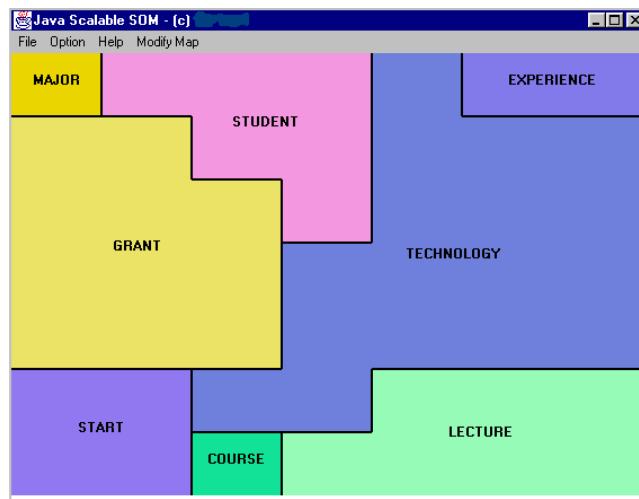 Java Scalable SOM - (c)
File Option Help Modify Map
MAJOR
EXPERIENCE
STUDENT
GRANT
TECHNOLOGY
START
LECTURE
COURSE